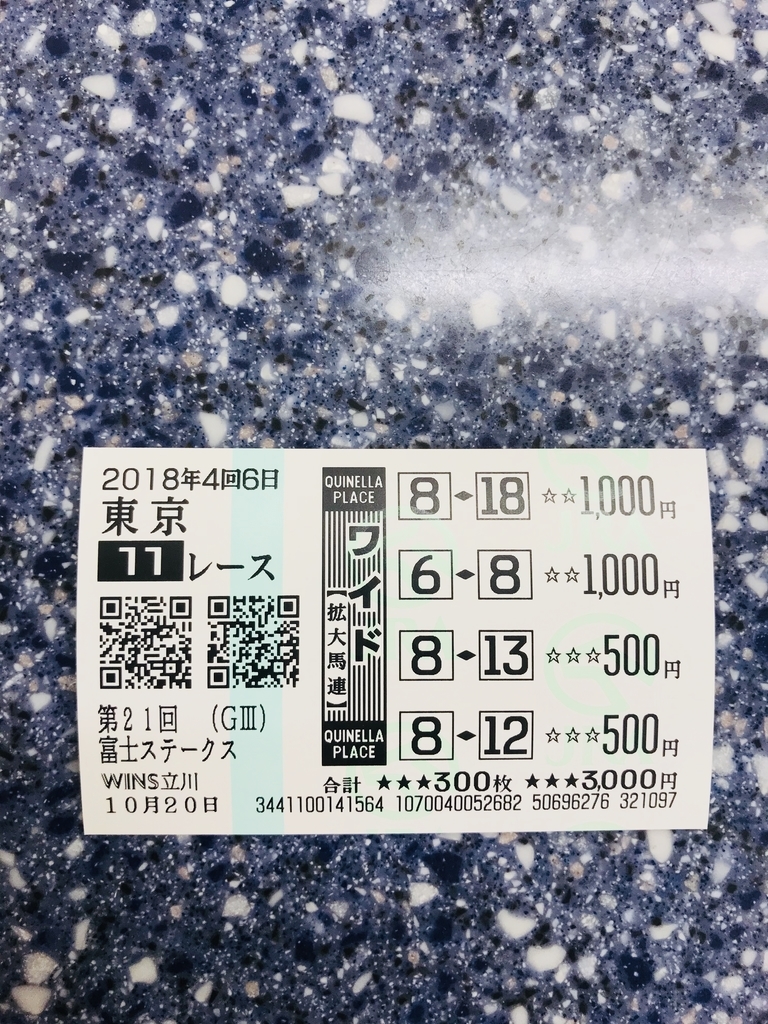 2018年4回6日
東京
11レース
第21回 (GⅢ)
富士ステークス
WINS立川
10月20日
QUINELLA
PLACE
ワイド
【拡大馬連】
QUINELLA
PLACE
8 ◆ 18 ☆☆1,000円
6 ◆ 8 ☆☆1,000円
8 ◆ 13 ☆☆☆500円
8 ◆ 12 ☆☆☆500円
合計 ★★★300枚 ★★★3,000円
3441100141564 1070040052682 50696276 321097